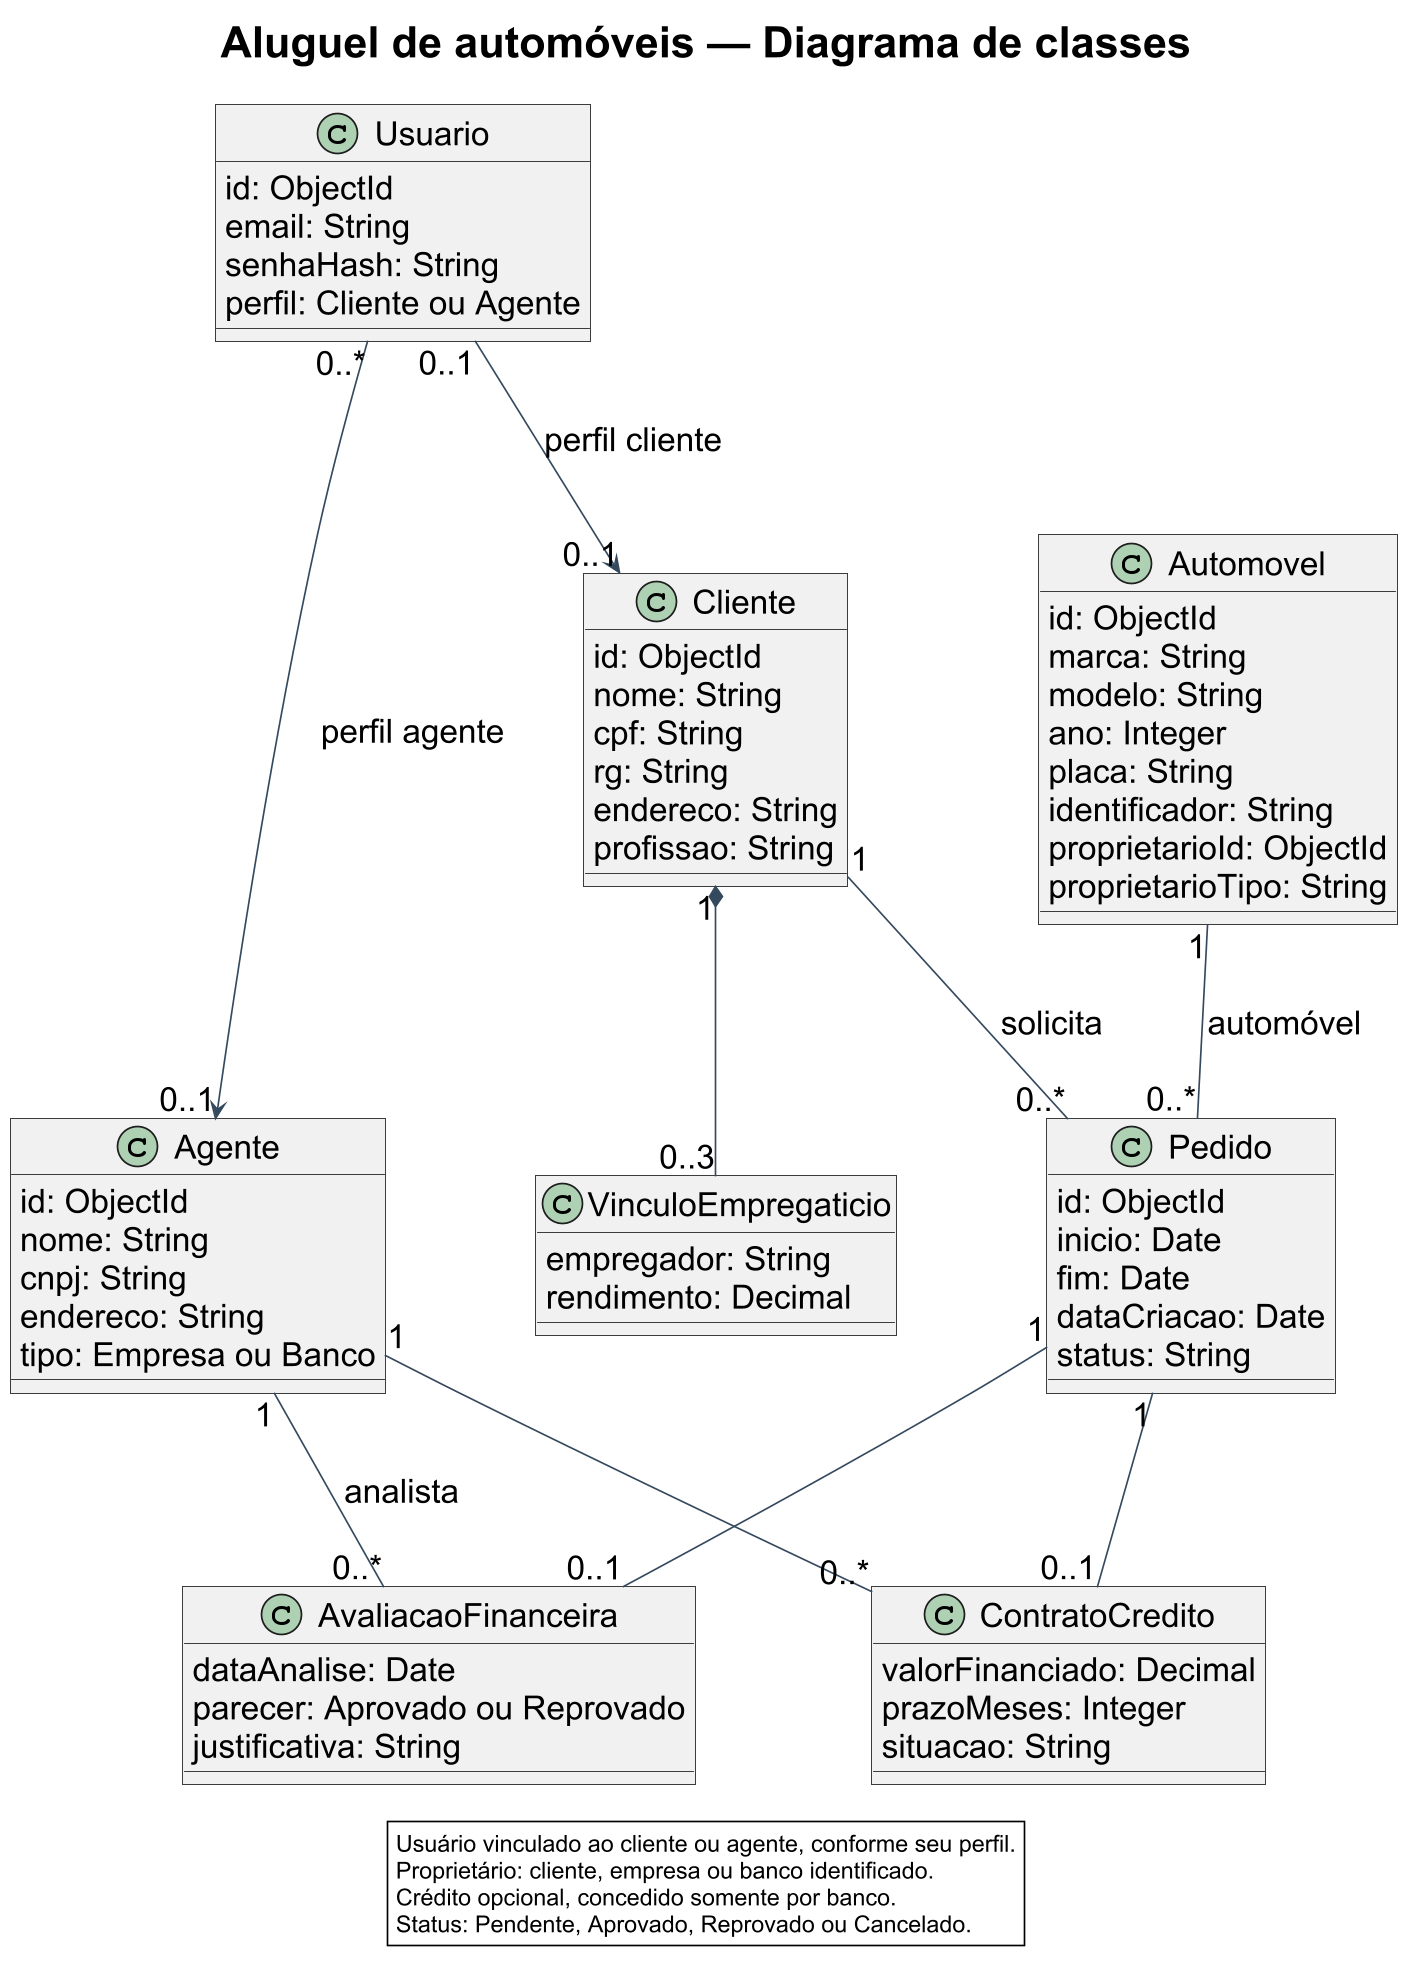 Aluguel de automóveis — Diagrama de classes
C Usuario
id: ObjectId
email: String
senhaHash: String
perfil: Cliente ou Agente
0..*
0..1
perfil cliente
0..1
C Cliente
id: ObjectId
nome: String
cpf: String
rg: String
endereco: String
profissao: String
C Automovel
id: ObjectId
marca: String
modelo: String
ano: Integer
placa: String
identificador: String
proprietarioId: ObjectId
proprietarioTipo: String
perfil agente
1
1
1
solicita
automóvel
0..1
0..3
0..*
0..*
C Agente
id: ObjectId
nome: String
cnpj: String
endereco: String
tipo: Empresa ou Banco
C VinculoEmpregaticio
empregador: String
rendimento: Decimal
C Pedido
id: ObjectId
inicio: Date
fim: Date
dataCriacao: Date
status: String
1
1
1
1
analista
0..*
0..1
0..*
0..1
C AvaliacaoFinanceira
dataAnalise: Date
parecer: Aprovado ou Reprovado
justificativa: String
C ContratoCredito
valorFinanciado: Decimal
prazoMeses: Integer
situacao: String
Usuário vinculado ao cliente ou agente, conforme seu perfil.
Proprietário: cliente, empresa ou banco identificado.
Crédito opcional, concedido somente por banco.
Status: Pendente, Aprovado, Reprovado ou Cancelado.